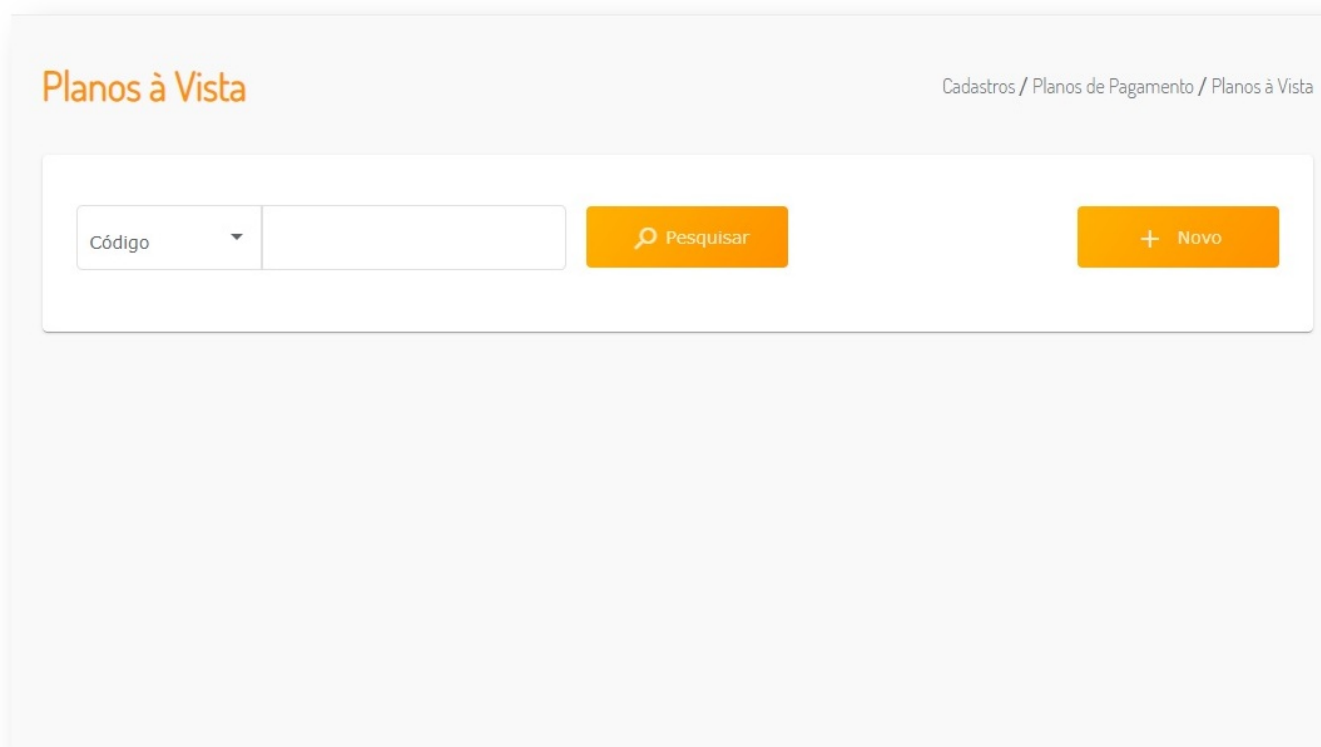 Planos à Vista
Cadastros / Planos de Pagamento / Planos à Vista
Código
Pesquisar
+ Novo